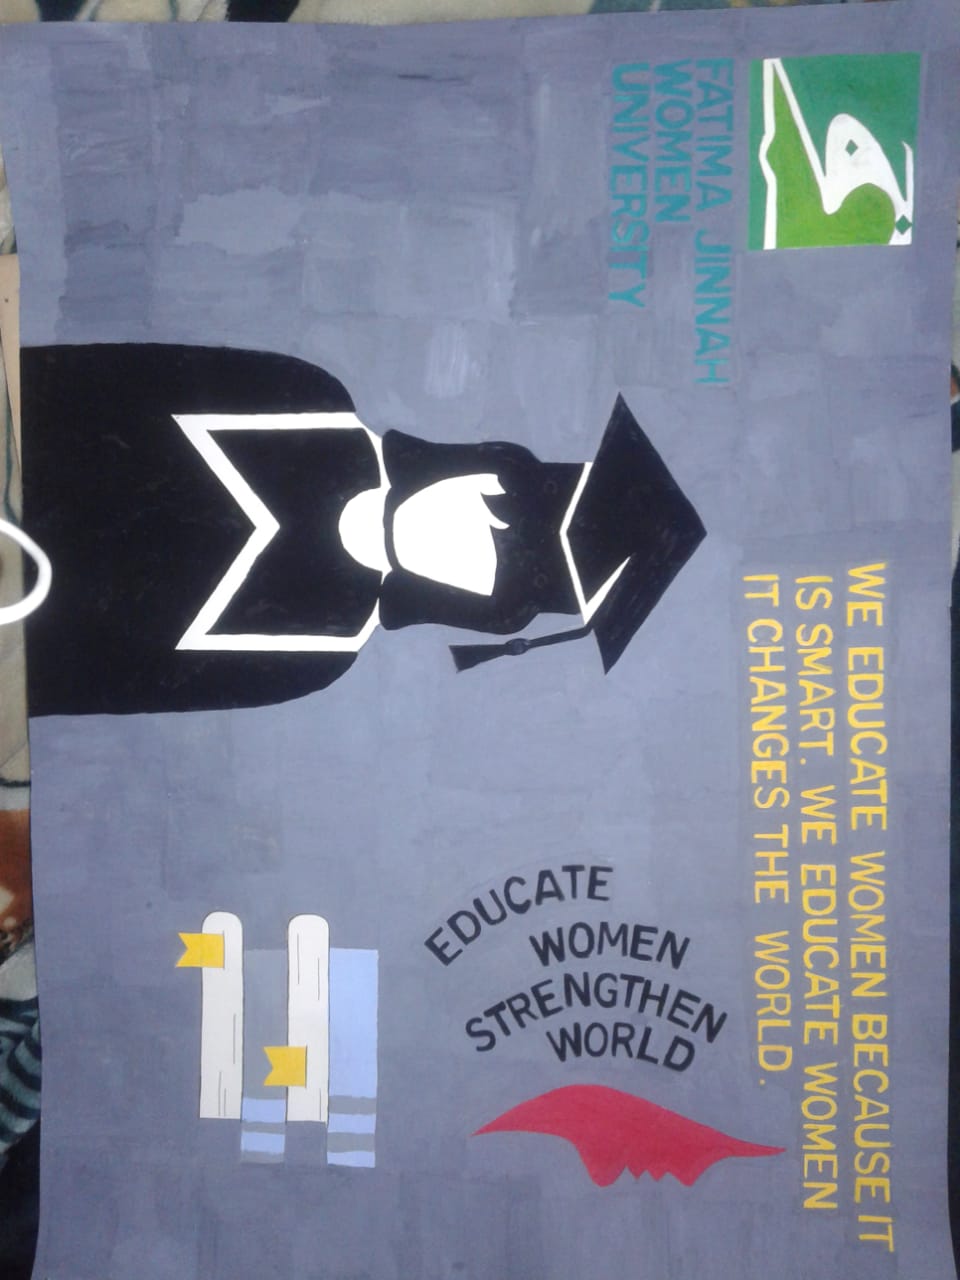 WE EDUCATE WOMEN BECAUSE IT
IS SMART. WE EDUCATE WOMEN
IT CHANGES THE WORLD.
FATIMA JINNAH
WOMEN
UNIVERSITY
EDUCATE
WOMEN
STRENGTHEN
WORLD